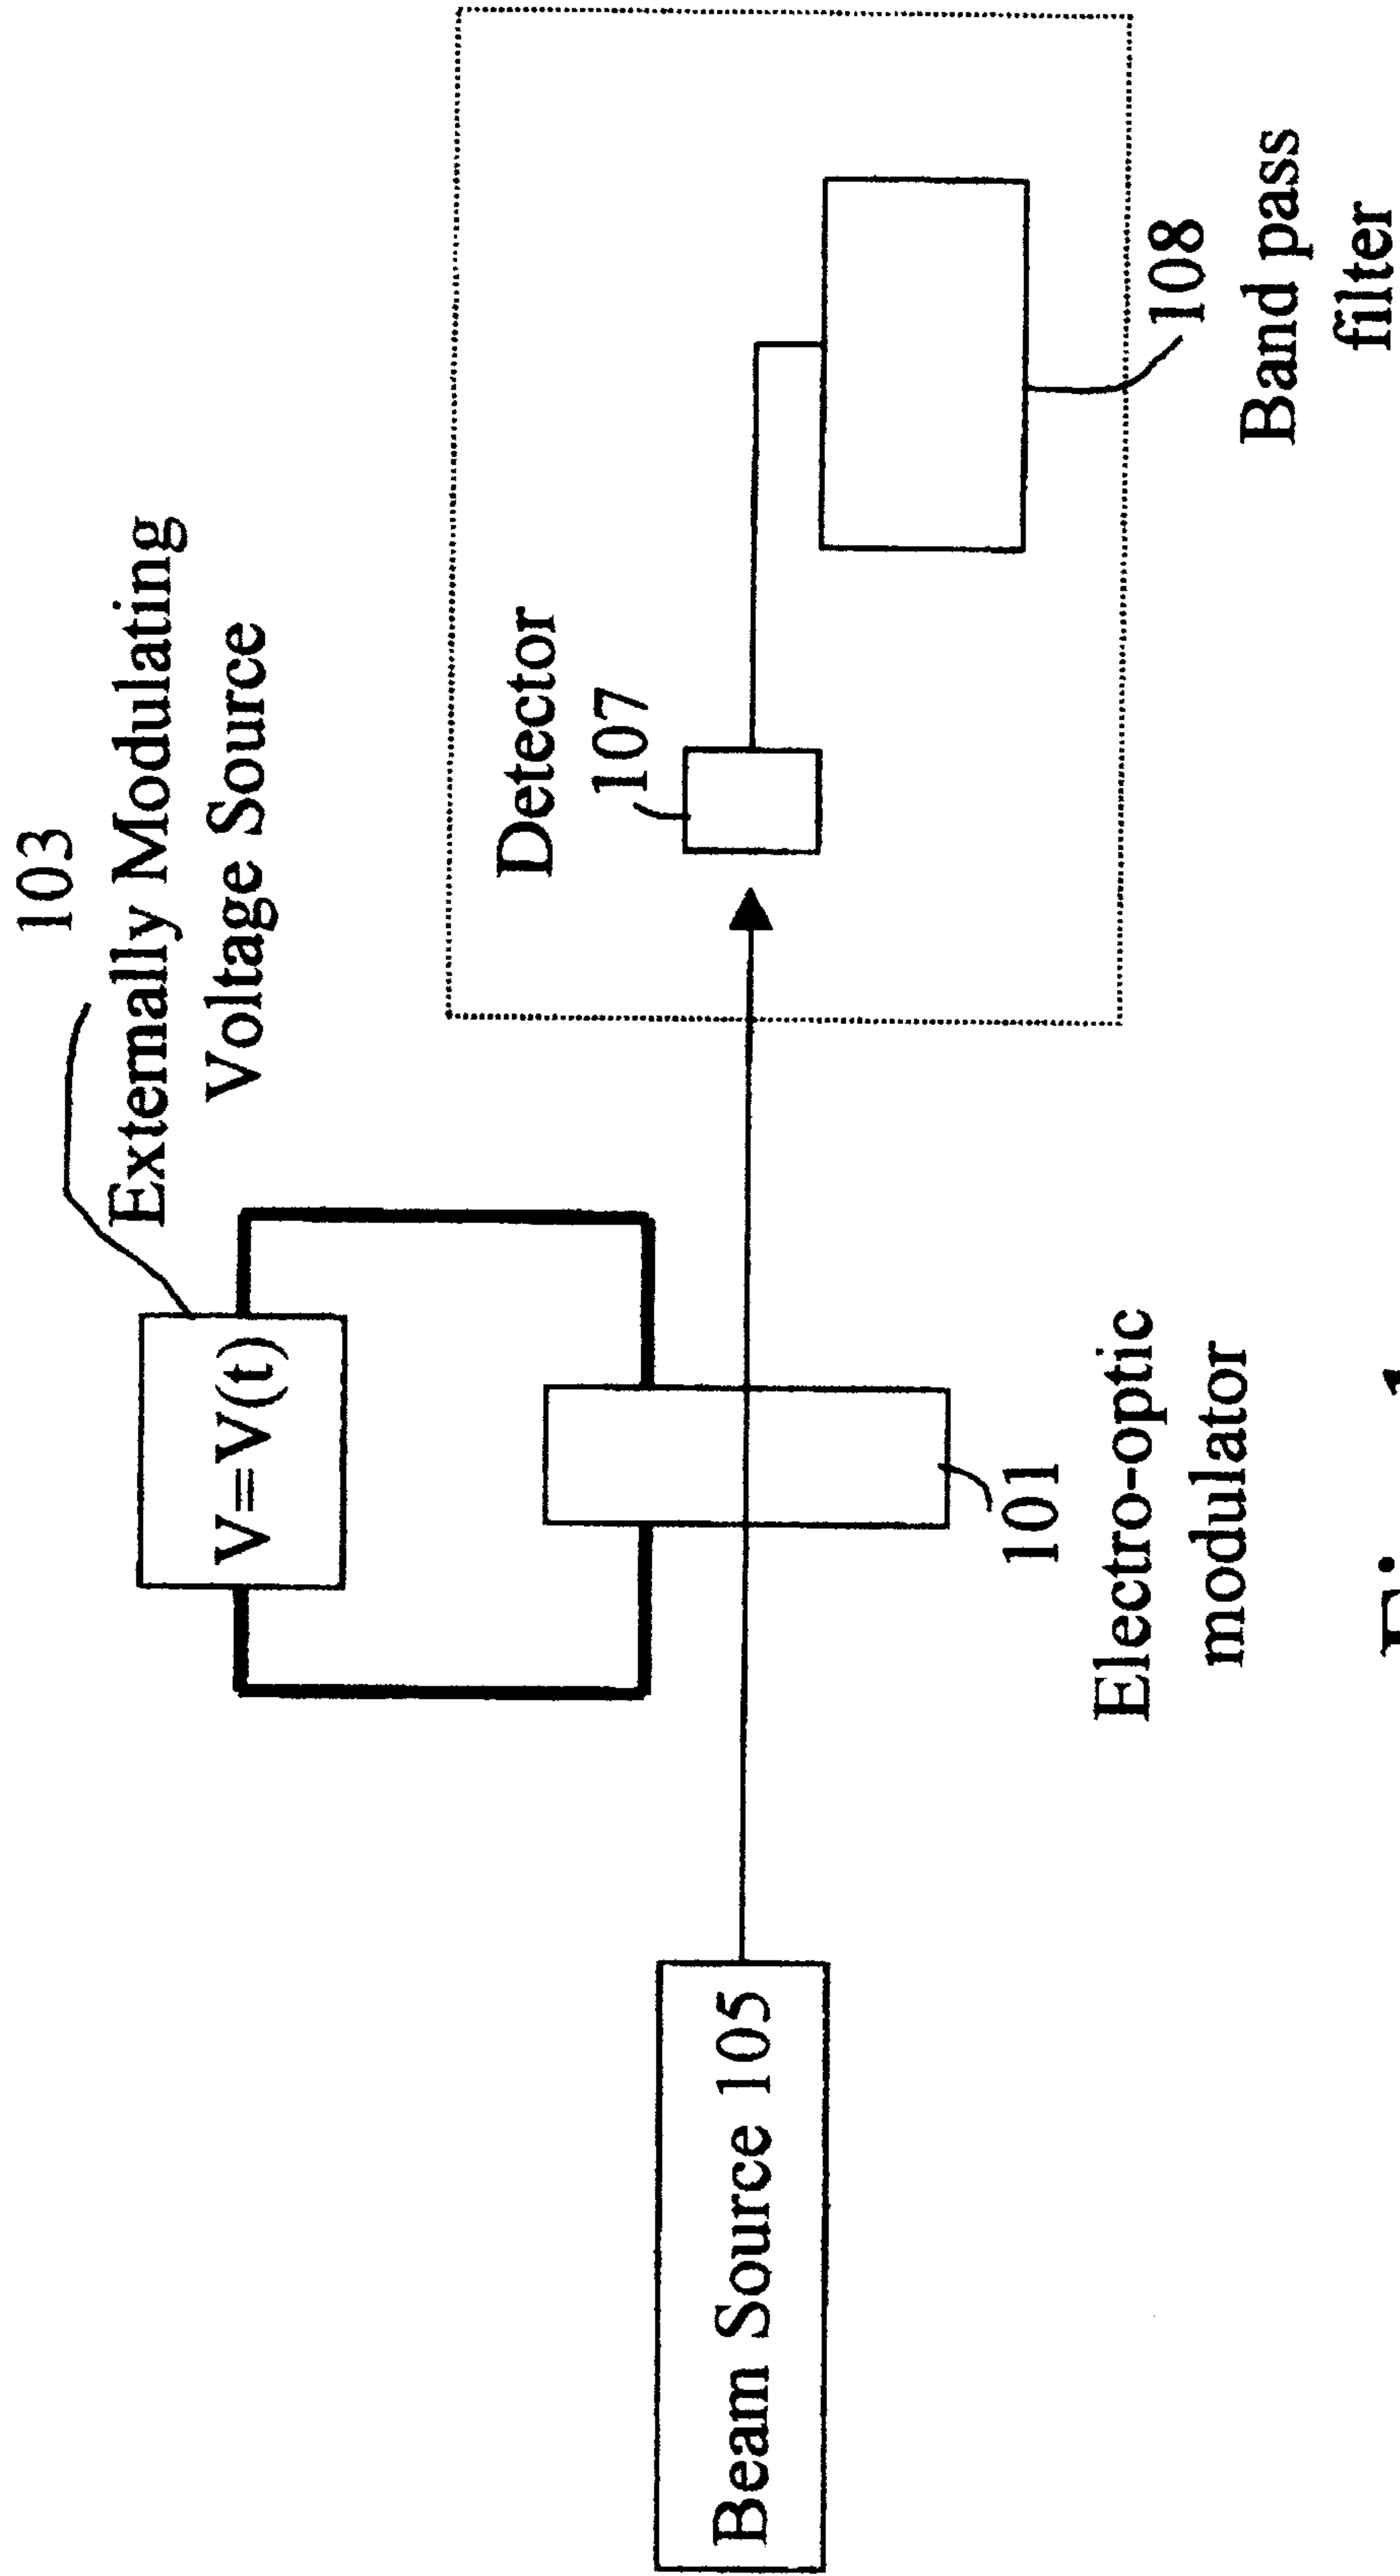 103
Externally Modulating
Voltage Source
V=V(t)
Detector
107
Beam Source 105
101
Electro-optic
modulator
108
Band pass
filter